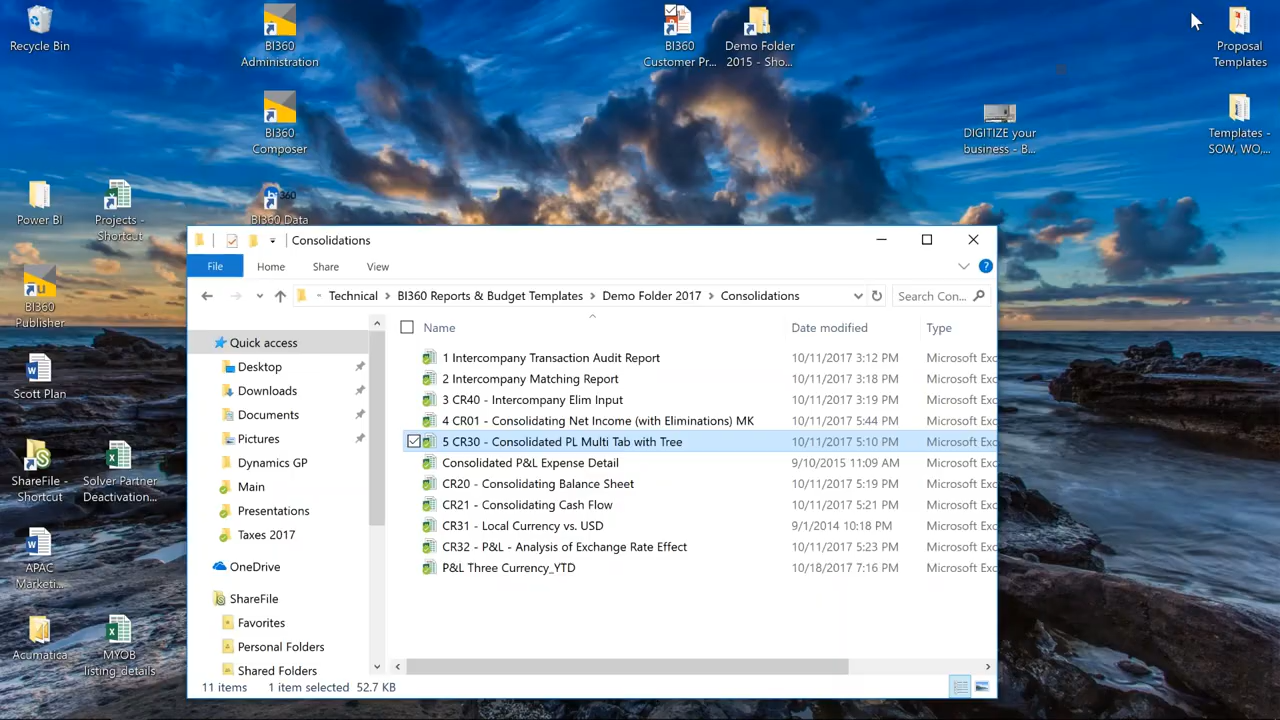 Recycle Bin
BI360
Administration
BI360
Customer Pr...
Demo Folder
2015 - Sho...
Proposal
Templates
BI360
Composer
DIGITIZE your
business - B...
Templates -
SOW, WO,...
Power BI
Projects -
Shortcut
BI360 Data
BI360
Publisher
Scott Plan
ShareFile -
Shortcut
Solver Partner
Deactivation...
APAC
Marketi...
Acumatica
MYOB
listing details
Consolidations
File
Home
Share
View
Technical
BI360 Reports & Budget Templates
Demo Folder 2017
Consolidations
Search Con...
Quick access
Desktop
Downloads
Documents
Pictures
Dynamics GP
Main
Presentations
Taxes 2017
OneDrive
ShareFile
Favorites
Personal Folders
Shared Folders
Name Date modified Type
1 Intercompany Transaction Audit Report 10/11/2017 3:12 PM Microsoft Exc
2 Intercompany Matching Report 10/11/2017 3:18 PM Microsoft Exc
3 CR40 - Intercompany Elim Input 10/11/2017 3:19 PM Microsoft Exc
4 CR01 - Consolidating Net Income (with Eliminations) MK 10/11/2017 5:44 PM Microsoft Exc
5 CR30 - Consolidated PL Multi Tab with Tree 10/11/2017 5:10 PM Microsoft Exc
Consolidated P&L Expense Detail 9/10/2015 11:09 AM Microsoft Exc
CR20 - Consolidating Balance Sheet 10/11/2017 5:19 PM Microsoft Exc
CR21 - Consolidating Cash Flow 10/11/2017 5:21 PM Microsoft Exc
CR31 - Local Currency vs. USD 9/1/2014 10:18 PM Microsoft Exc
CR32 - P&L - Analysis of Exchange Rate Effect 10/11/2017 5:23 PM Microsoft Exc
P&L Three Currency_YTD 10/18/2017 7:16 PM Microsoft Exc
11 items 1 item selected 52.7 KB